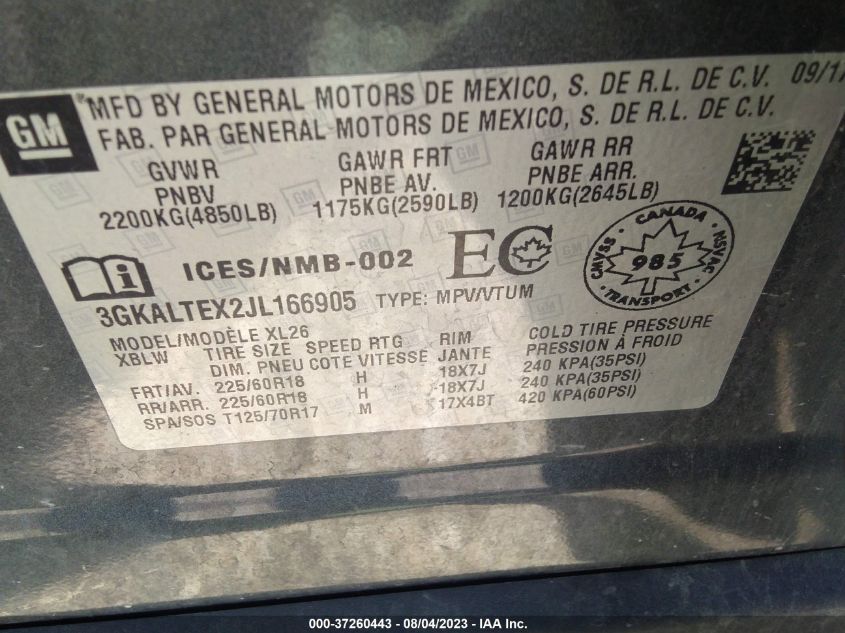 GM
MFD BY GENERAL MOTORS DE MEXICO, S. DE R.L. DE C.V. 09/17
FAB. PAR GENERAL MOTORS DE MEXICO, S. DE R.L. DE C.V.
GVWR GAWR FRT GAWR RR
PNBV PNBE AV. PNBE ARR.
2200KG(4850LB) 1175KG(2590LB) 1200KG(2645LB)
i ICES/NMB-002 EC
CANADA CMVSS 985 NSVAC TRANSPORT
3GKALTEX2JL166905 TYPE: MPV/VTUM
MODEL/MODÈLE XL26
XBLW TIRE SIZE SPEED RTG RIM COLD TIRE PRESSURE
DIM. PNEU COTE VITESSE JANTE PRESSION À FROID
FRT/AV. 225/60R18 H 18X7J 240 KPA(35PSI)
RR/ARR. 225/60R18 H 18X7J 240 KPA(35PSI)
SPA/SOS T125/70R17 M 17X4BT 420 KPA(60PSI)
000-37260443 - 08/04/2023 - IAA Inc.